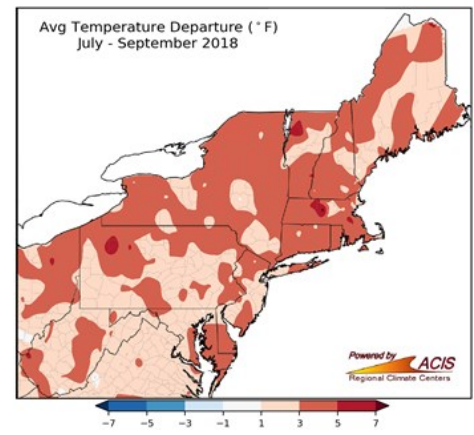 Avg Temperature Departure (°F)
July - September 2018
Powered by
ACIS
Regional Climate Centers
-7 -5 -3 -1 1 3 5 7